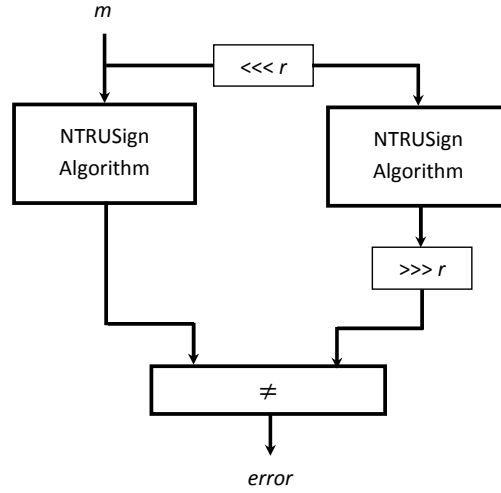 m
<<< r
NTRUSign
Algorithm
NTRUSign
Algorithm
>>> r
≠
error